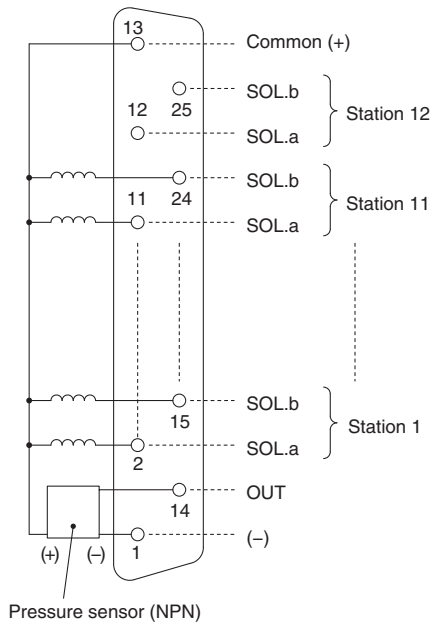 13
Common (+)
25
SOL.b
12
SOL.a
Station 12
24
SOL.b
11
SOL.a
Station 11
15
SOL.b
2
SOL.a
Station 1
14
OUT
1
(–)
(+) (–)
Pressure sensor (NPN)